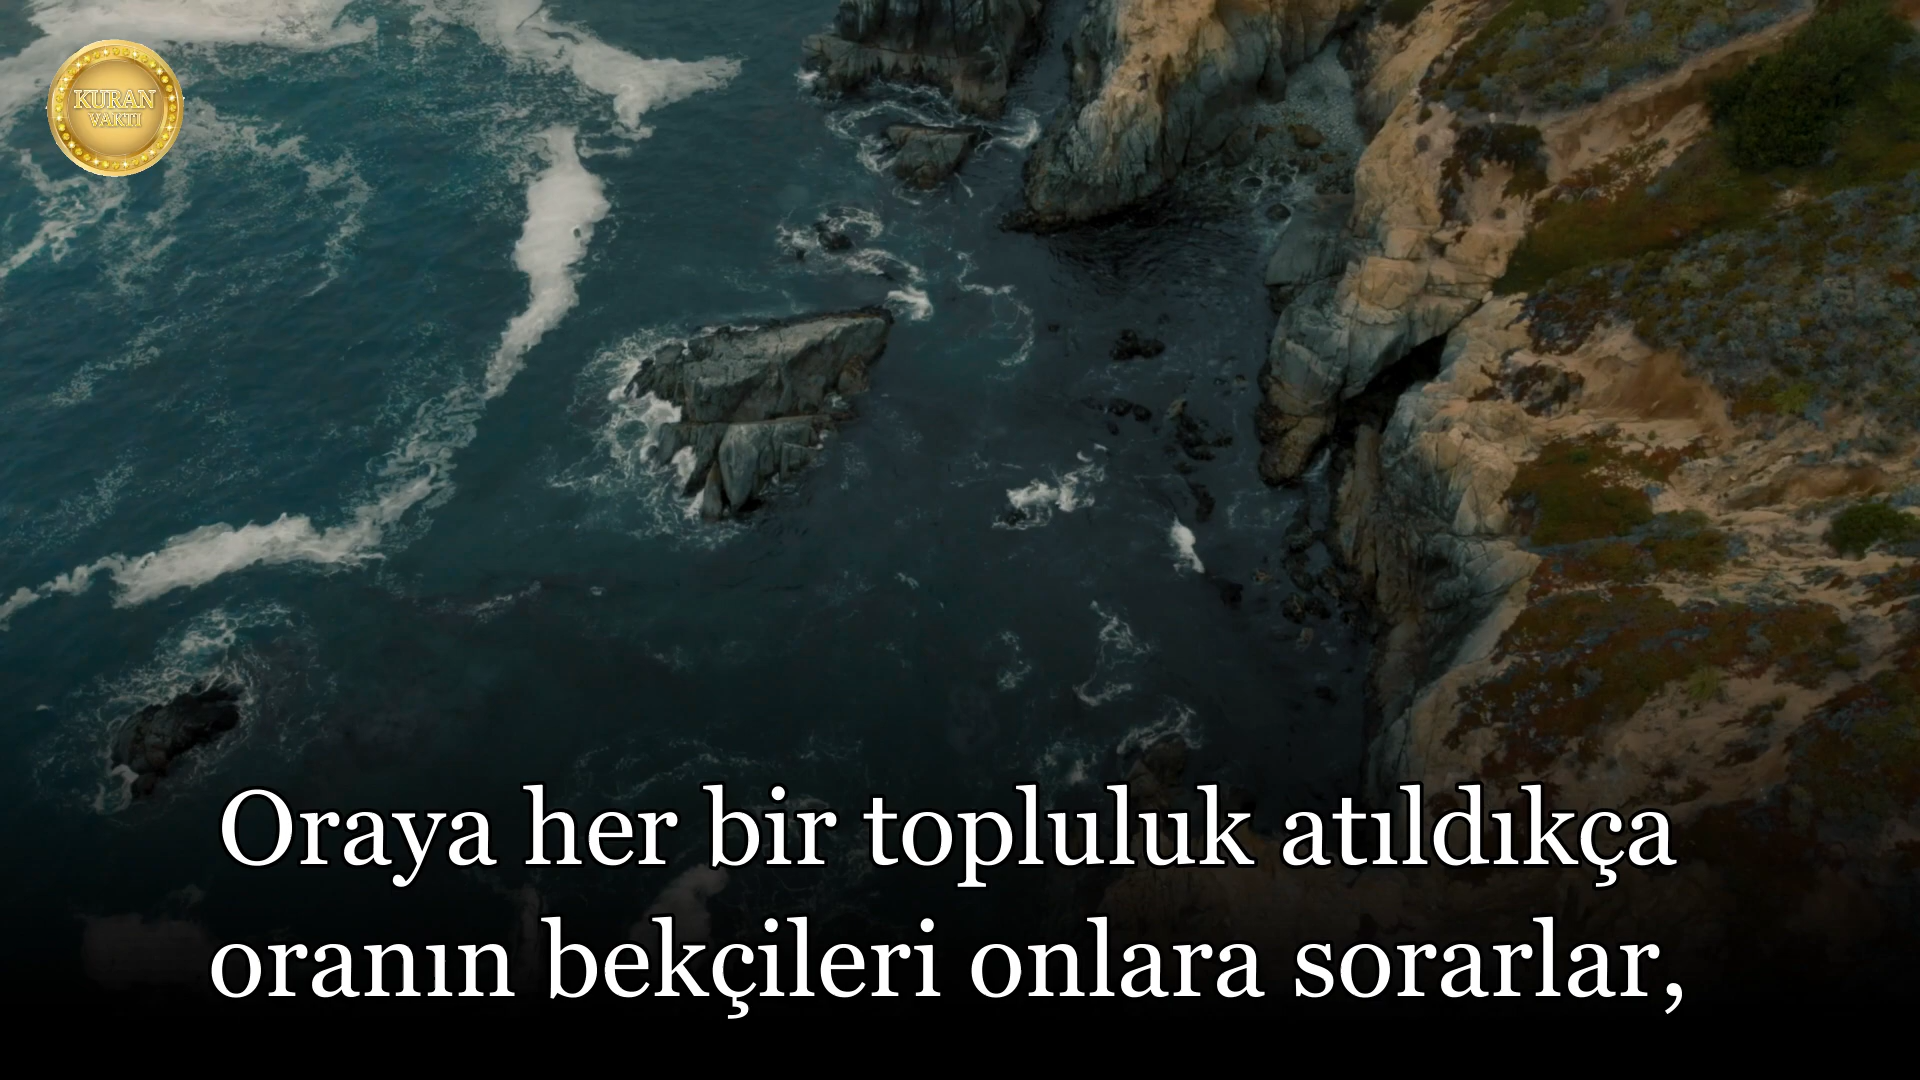 KURAN
VAKTİ
Oraya her bir topluluk atıldıkça
oranın bekçileri onlara sorarlar,